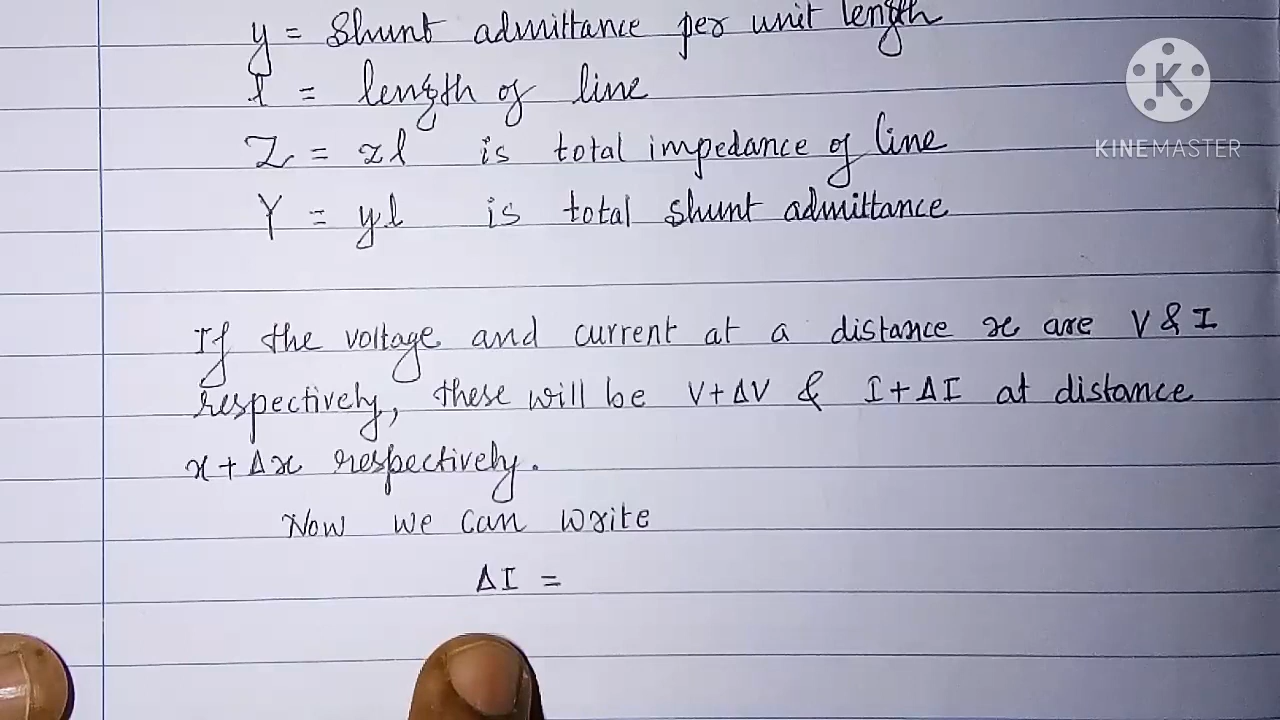 y = Shunt admittance per unit length
l = length of line
Z = zl is total impedance of line
Y = yl is total shunt admittance
If the voltage and current at a distance x are V & I
respectively, these will be V+ΔV & I+ΔI at distance
x+Δx respectively.
Now we can write
ΔI =
K
KINEMASTER